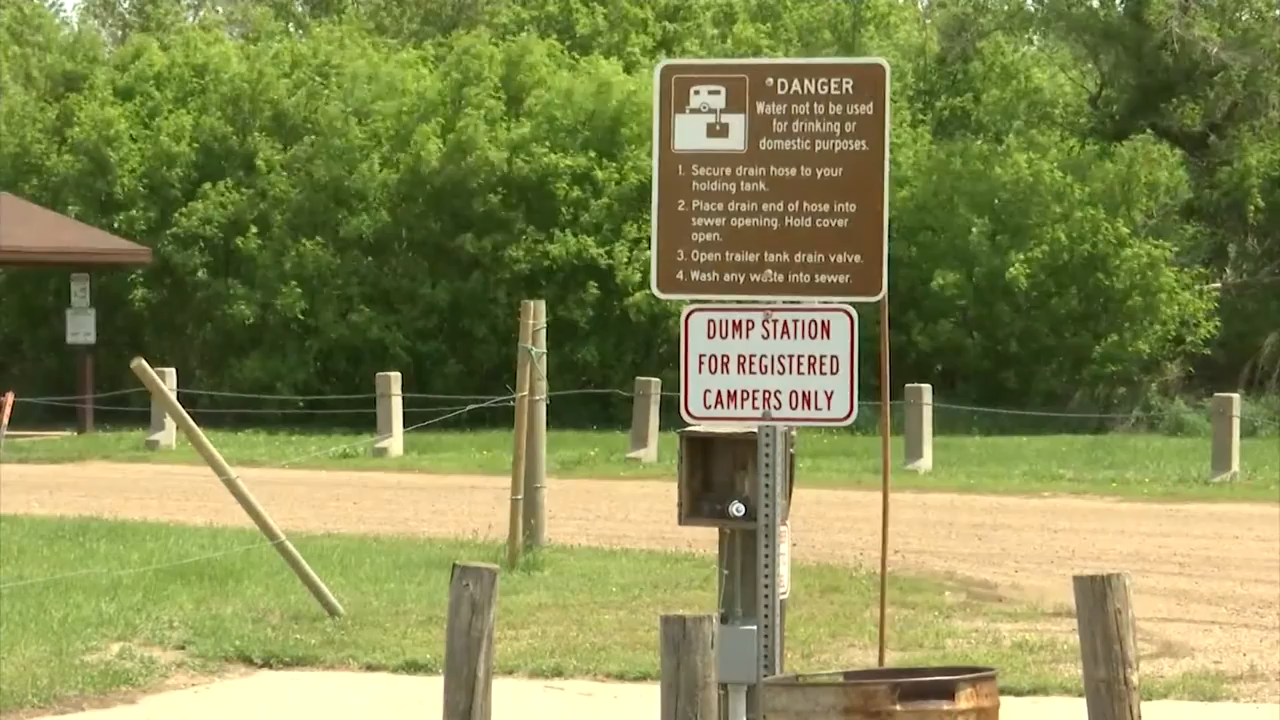 DANGER
Water not to be used
for drinking or
domestic purposes.
1. Secure drain hose to your
holding tank.
2. Place drain end of hose into
sewer opening. Hold cover
open.
3. Open trailer tank drain valve.
4. Wash any waste into sewer.
DUMP STATION
FOR REGISTERED
CAMPERS ONLY